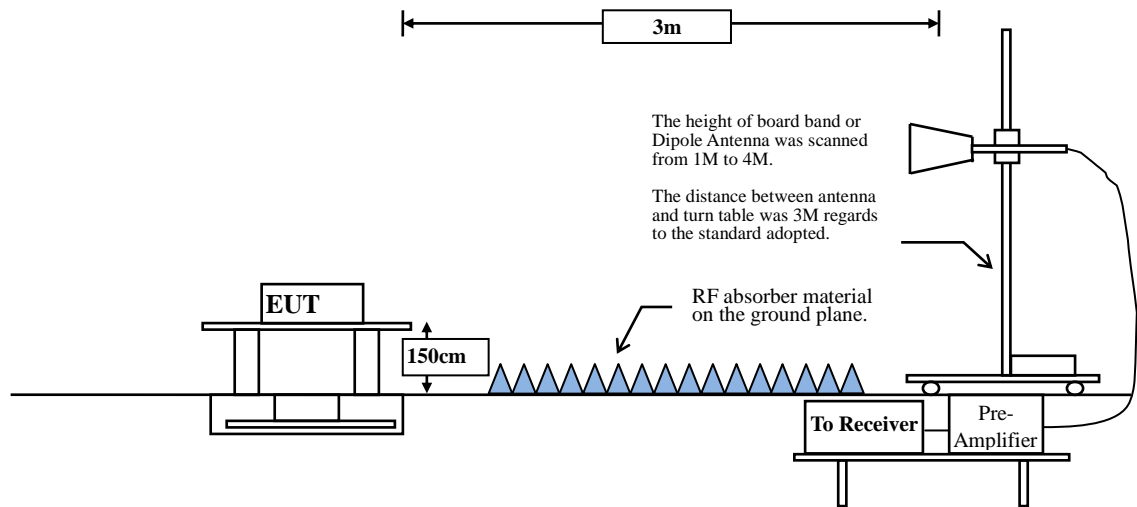 3m
The height of board band or
Dipole Antenna was scanned
from 1M to 4M.
The distance between antenna
and turn table was 3M regards
to the standard adopted.
EUT
RF absorber material
on the ground plane.
150cm
To Receiver
Pre-
Amplifier